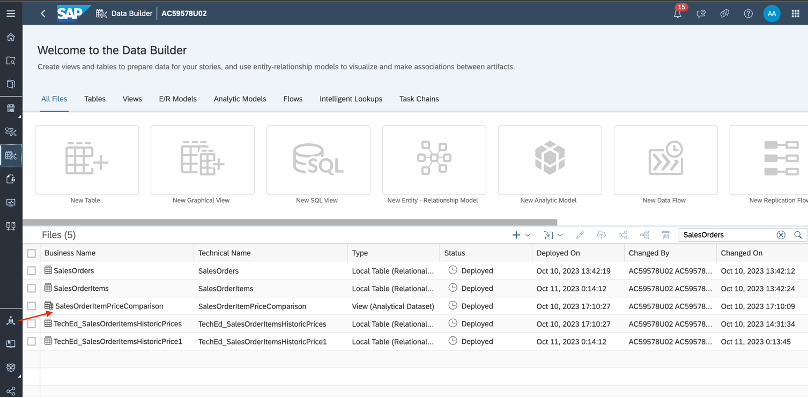 SAP Data Builder AC59578U02 15 AA
Welcome to the Data Builder
Create views and tables to prepare data for your stories, and use entity-relationship models to visualize and make associations between artifacts.
All Files Tables Views E/R Models Analytic Models Flows Intelligent Lookups Task Chains
SQL
New Table New Graphical View New SQL View New Entity - Relationship Model New Analytic Model New Data Flow New Replication Flow
Files (5) SalesOrders
Business Name Technical Name Type Status Deployed On Changed By Changed On
SalesOrders SalesOrders Local Table (Relational... Deployed Oct 10, 2023 13:42:19 AC59578U02 AC59578... Oct 10, 2023 13:42:12
SalesOrderItems SalesOrderItems Local Table (Relational... Deployed Oct 11, 2023 0:14:12 AC59578U02 AC59578... Oct 10, 2023 13:42:24
SalesOrderItemPriceComparison SalesOrderItemPriceComparison View (Analytical Dataset) Deployed Oct 10, 2023 17:10:27 AC59578U02 AC59578... Oct 10, 2023 17:10:09
TechEd_SalesOrderItemsHistoricPrices TechEd_SalesOrderItemsHistoricPrices Local Table (Relational... Deployed Oct 10, 2023 17:10:27 AC59578U02 AC59578... Oct 10, 2023 14:31:34
TechEd_SalesOrderItemsHistoricPrice1 TechEd_SalesOrderItemsHistoricPrice1 Local Table (Relational... Deployed Oct 11, 2023 0:14:12 AC59578U02 AC59578... Oct 11, 2023 0:13:45